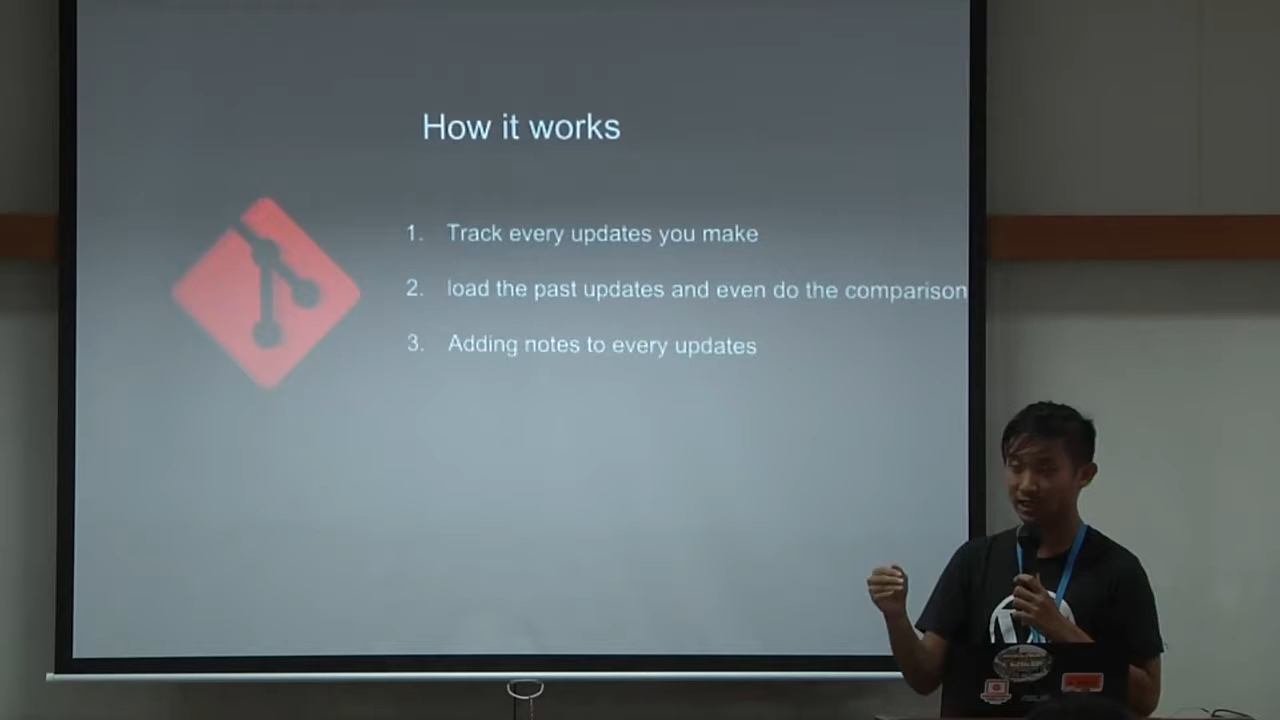 How it works
1. Track every updates you make
2. load the past updates and even do the comparison
3. Adding notes to every updates